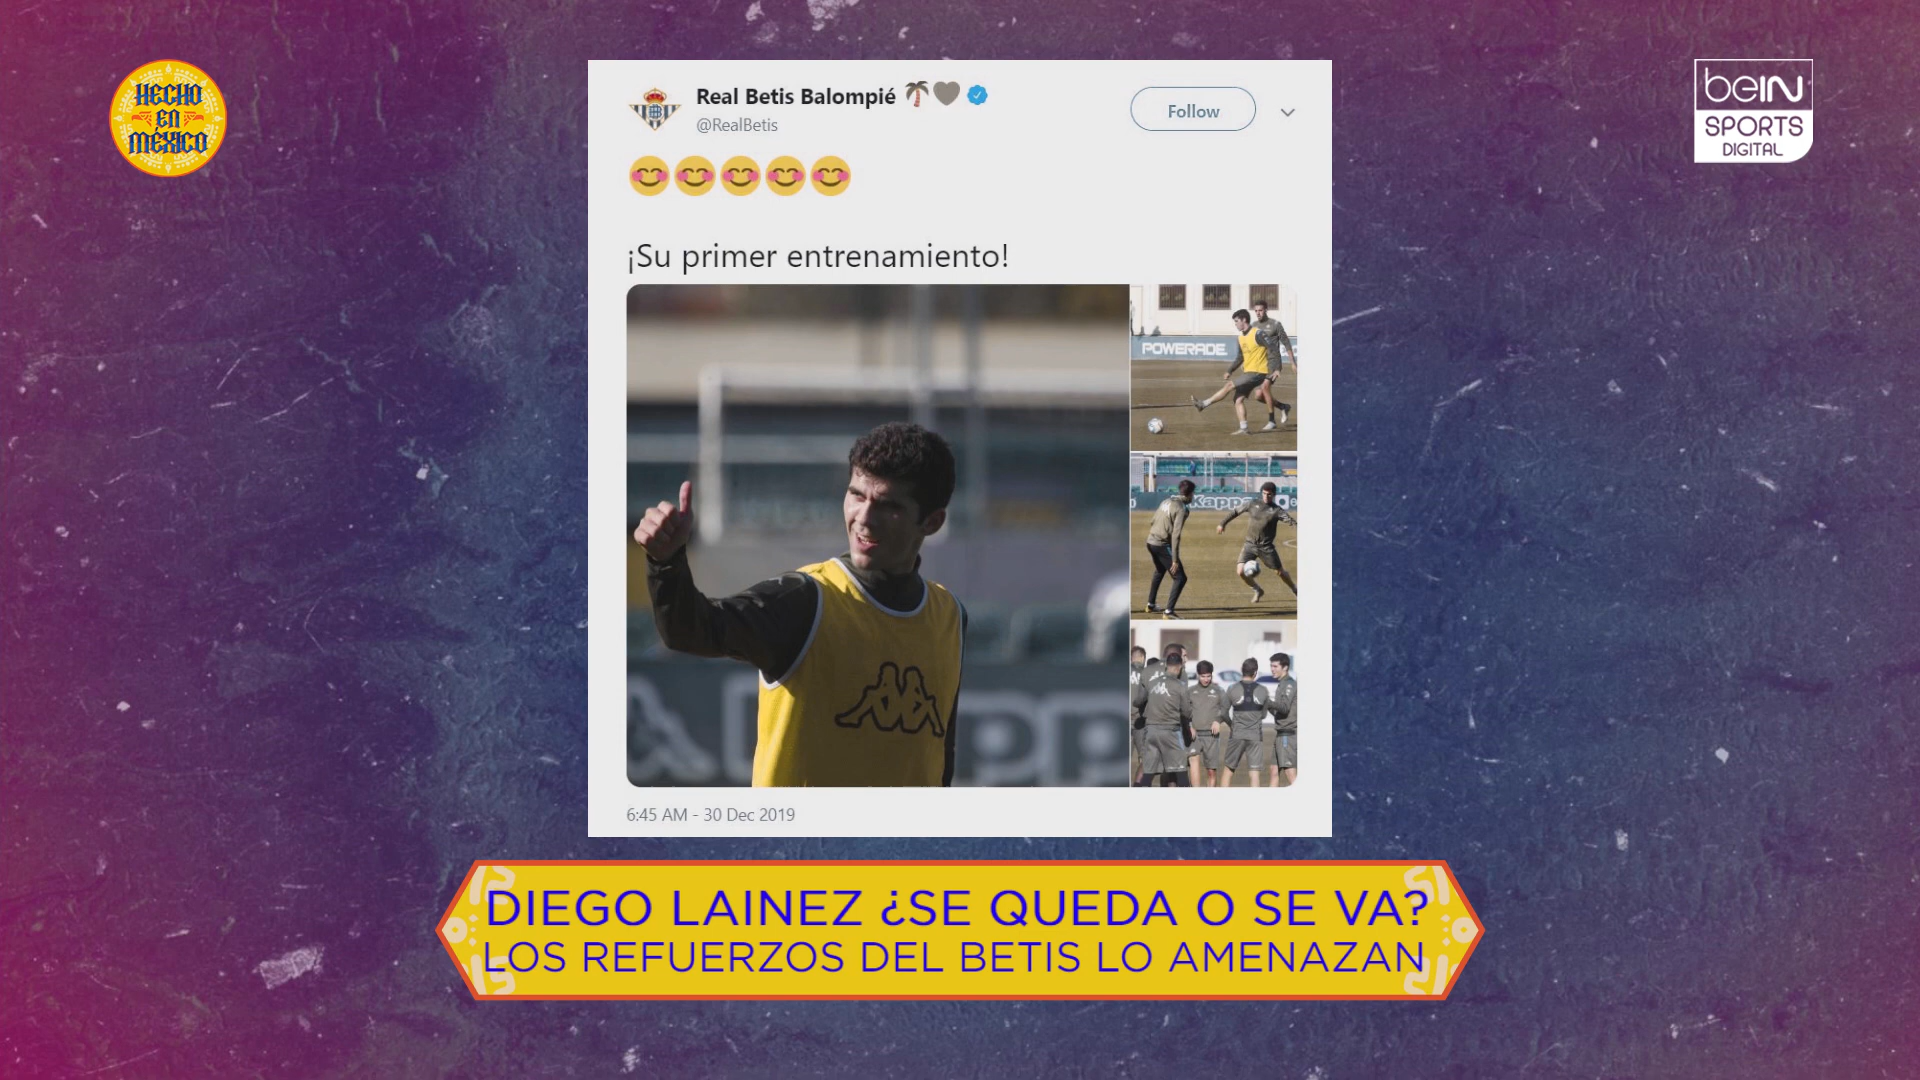 HECHO
EN
MÉXICO
beIN
SPORTS
DIGITAL
Real Betis Balompié
@RealBetis
Follow
¡Su primer entrenamiento!
POWERADE
Kappa
Kapp
6:45 AM - 30 Dec 2019
DIEGO LAINEZ ¿SE QUEDA O SE VA?
LOS REFUERZOS DEL BETIS LO AMENAZAN